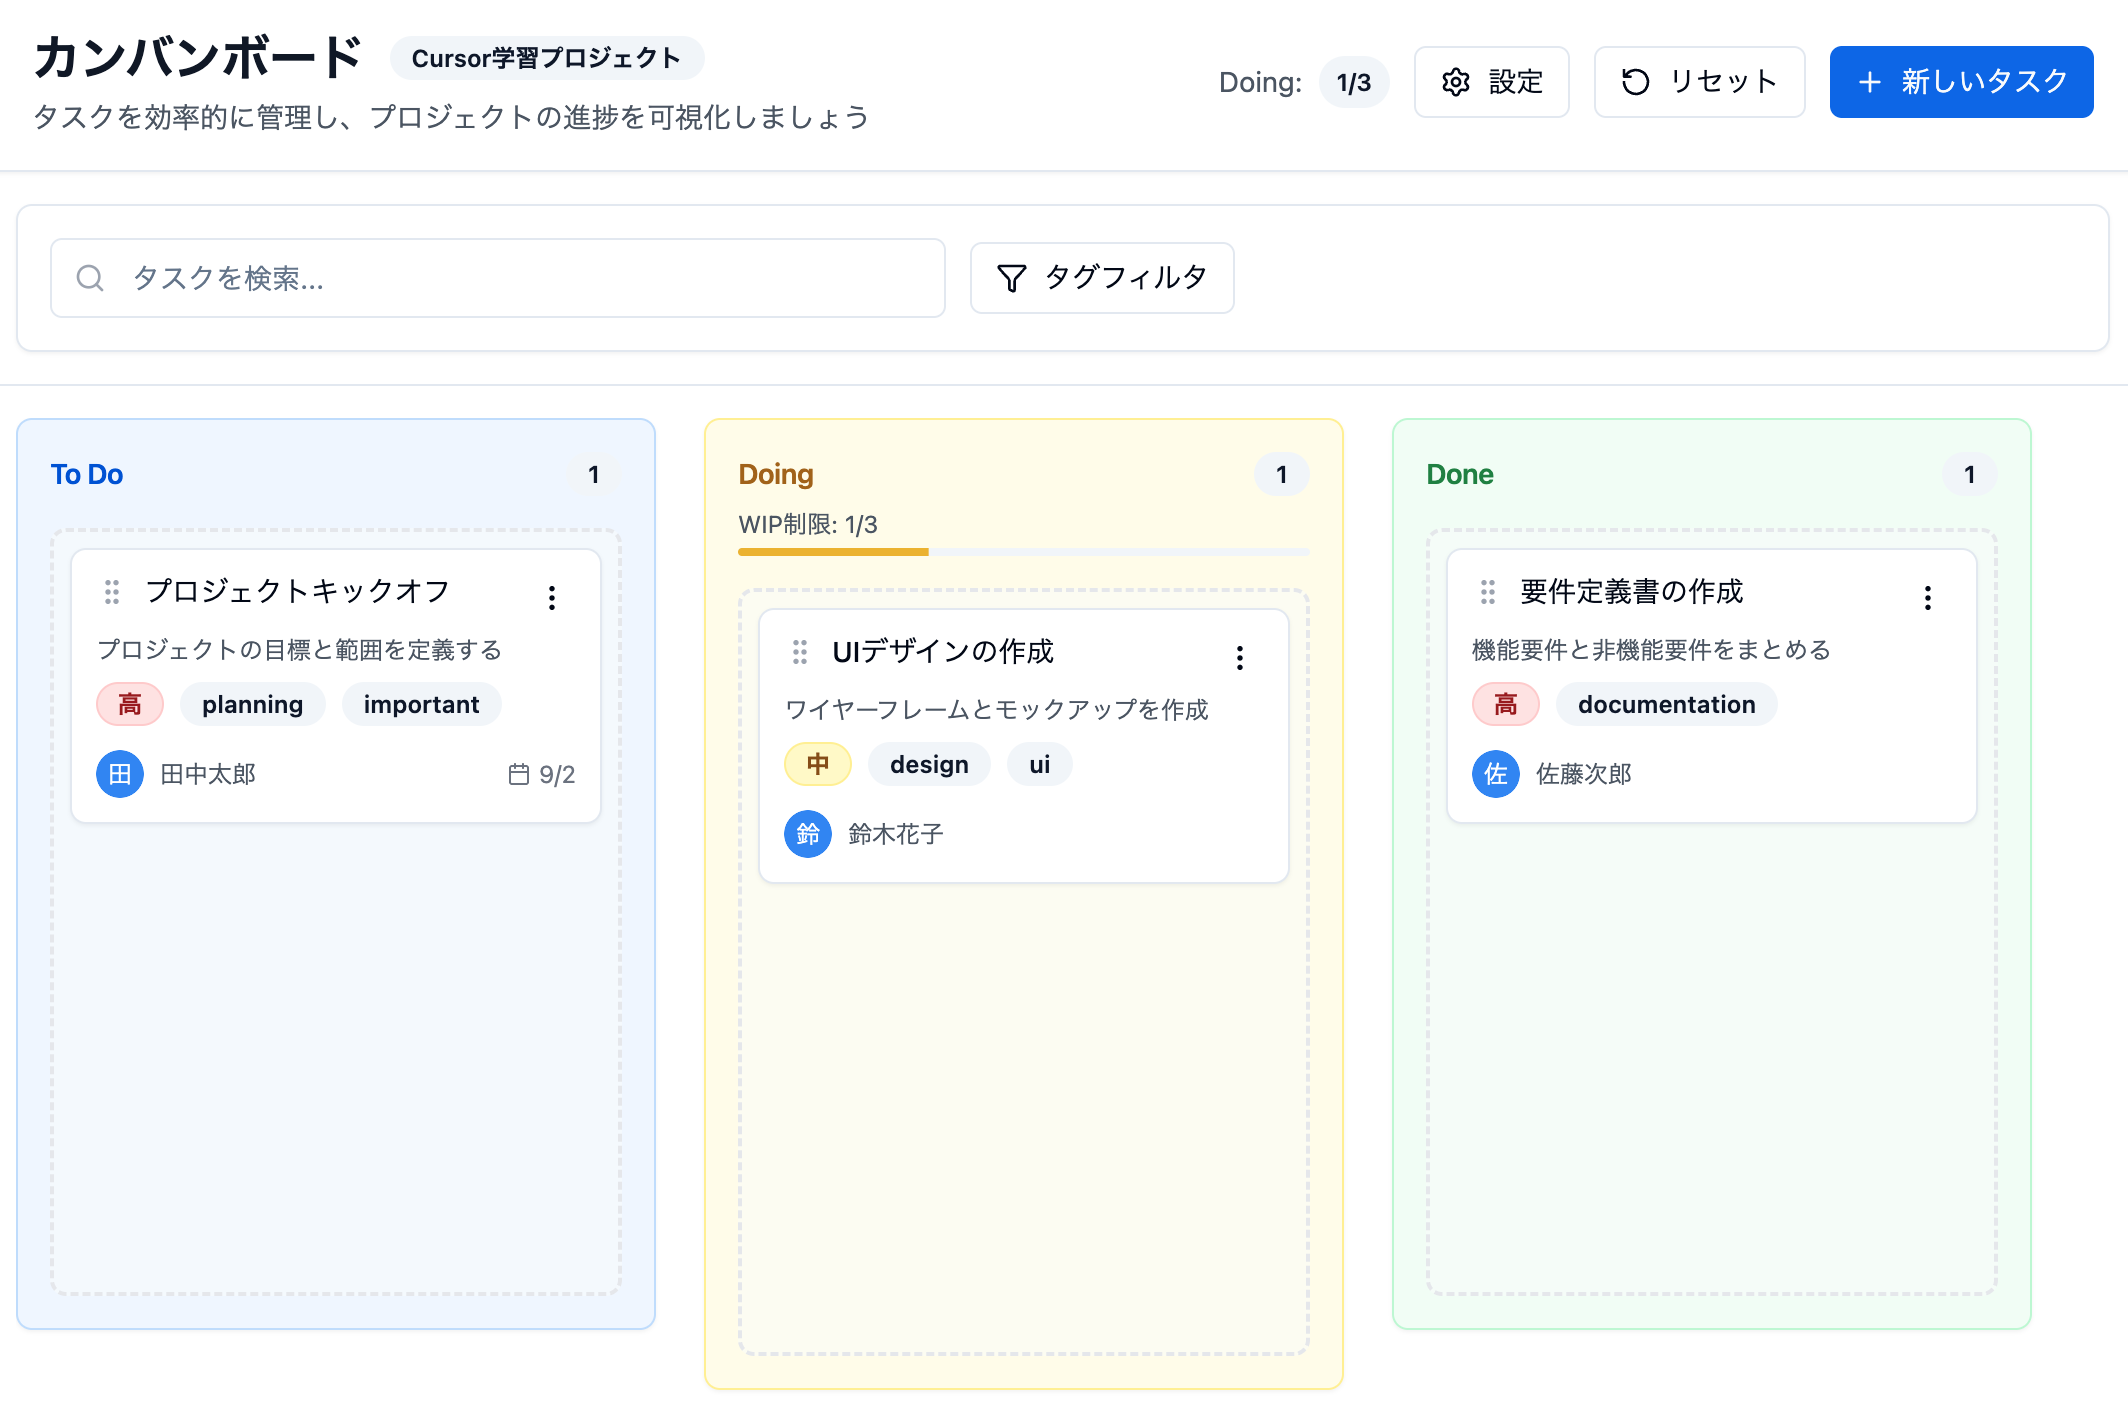 カンバンボード Cursor学習プロジェクト
タスクを効率的に管理し、プロジェクトの進捗を可視化しましょう
Doing: 1/3 設定 リセット + 新しいタスク
タスクを検索... タグフィルタ
To Do 1
プロジェクトキックオフ
プロジェクトの目標と範囲を定義する
高 planning important
田 田中太郎 9/2
Doing 1
WIP制限: 1/3
UIデザインの作成
ワイヤーフレームとモックアップを作成
中 design ui
鈴 鈴木花子
Done 1
要件定義書の作成
機能要件と非機能要件をまとめる
高 documentation
佐 佐藤次郎